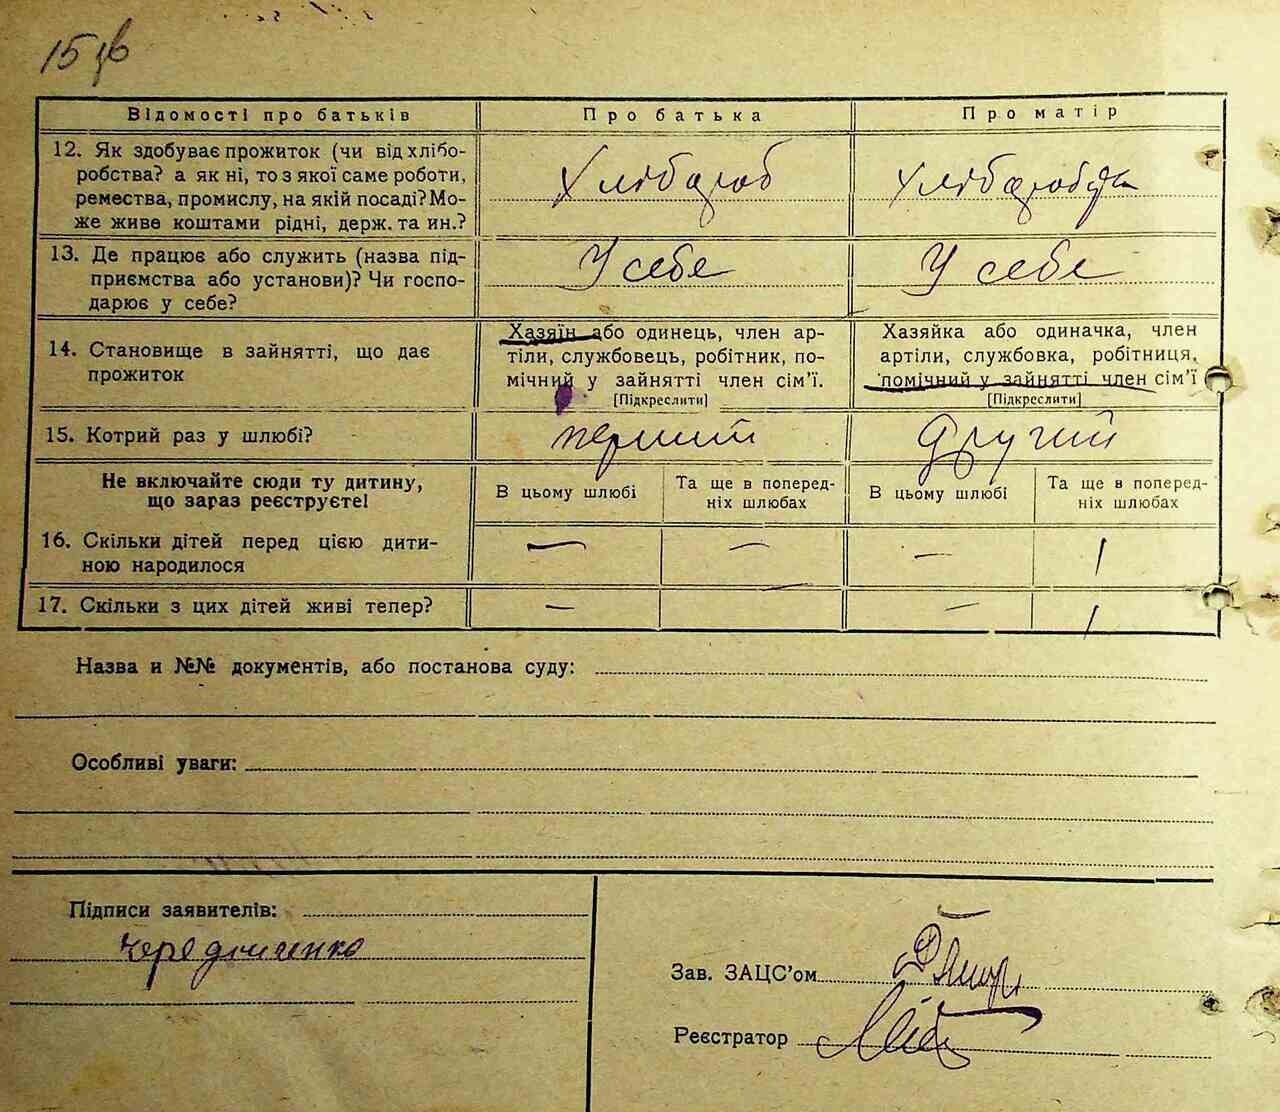 15 зв
Відомості про батьків Про батька Про матір
12. Як здобуває прожиток (чи від хлібо-
робства? а як ні, то з якої саме роботи,
ремества, промислу, на якій посаді? Мо-
же живе коштами рідні, держ. та ин.?
Хлібороб Хліборобка
13. Де працює або служить (назва під-
приємства або установи)? Чи госпо-
дарює у себе?
У себе У себе
14. Становище в зайнятті, що дає
прожиток
Хазяїн або одинець, член ар-
тіли, службовець, робітник, по-
мічний у зайнятті член сім'ї.
[Підкреслити]
Хазяйка або одиначка, член
артіли, службовка, робітниця,
помічний у зайнятті член сім'ї
[Підкреслити]
15. Котрий раз у шлюбі? перший другий
Не включайте сюди ту дитину,
що зараз реєструєте!
В цьому шлюбі
Та ще в поперед-
ніх шлюбах
В цьому шлюбі
Та ще в поперед-
ніх шлюбах
16. Скільки дітей перед цією дити-
ною народилося
— — — 1
17. Скільки з цих дітей живі тепер? — — 1
Назва и №№ документів, або постанова суду:
Особливі уваги:
Підписи заявителів:
Чередниченко
Зав. ЗАЦС'ом
Реєстратор